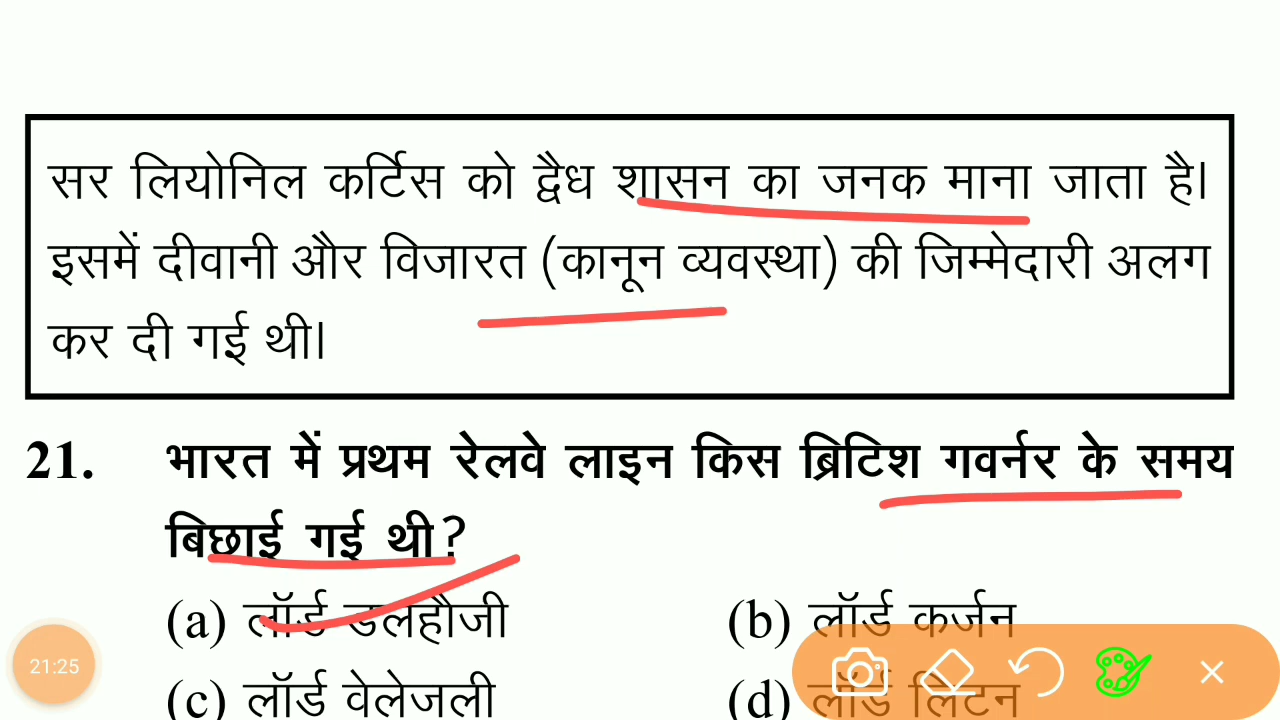 सर लियोनिल कर्टिस को द्वैध शासन का जनक माना जाता है।
इसमें दीवानी और विजारत (कानून व्यवस्था) की जिम्मेदारी अलग
कर दी गई थी।
21. भारत में प्रथम रेलवे लाइन किस ब्रिटिश गवर्नर के समय
बिछाई गई थी?
(a) लॉर्ड डलहौजी (b) लॉर्ड कर्जन
(c) लॉर्ड वेलेजली (d) लॉर्ड लिटन
21:25